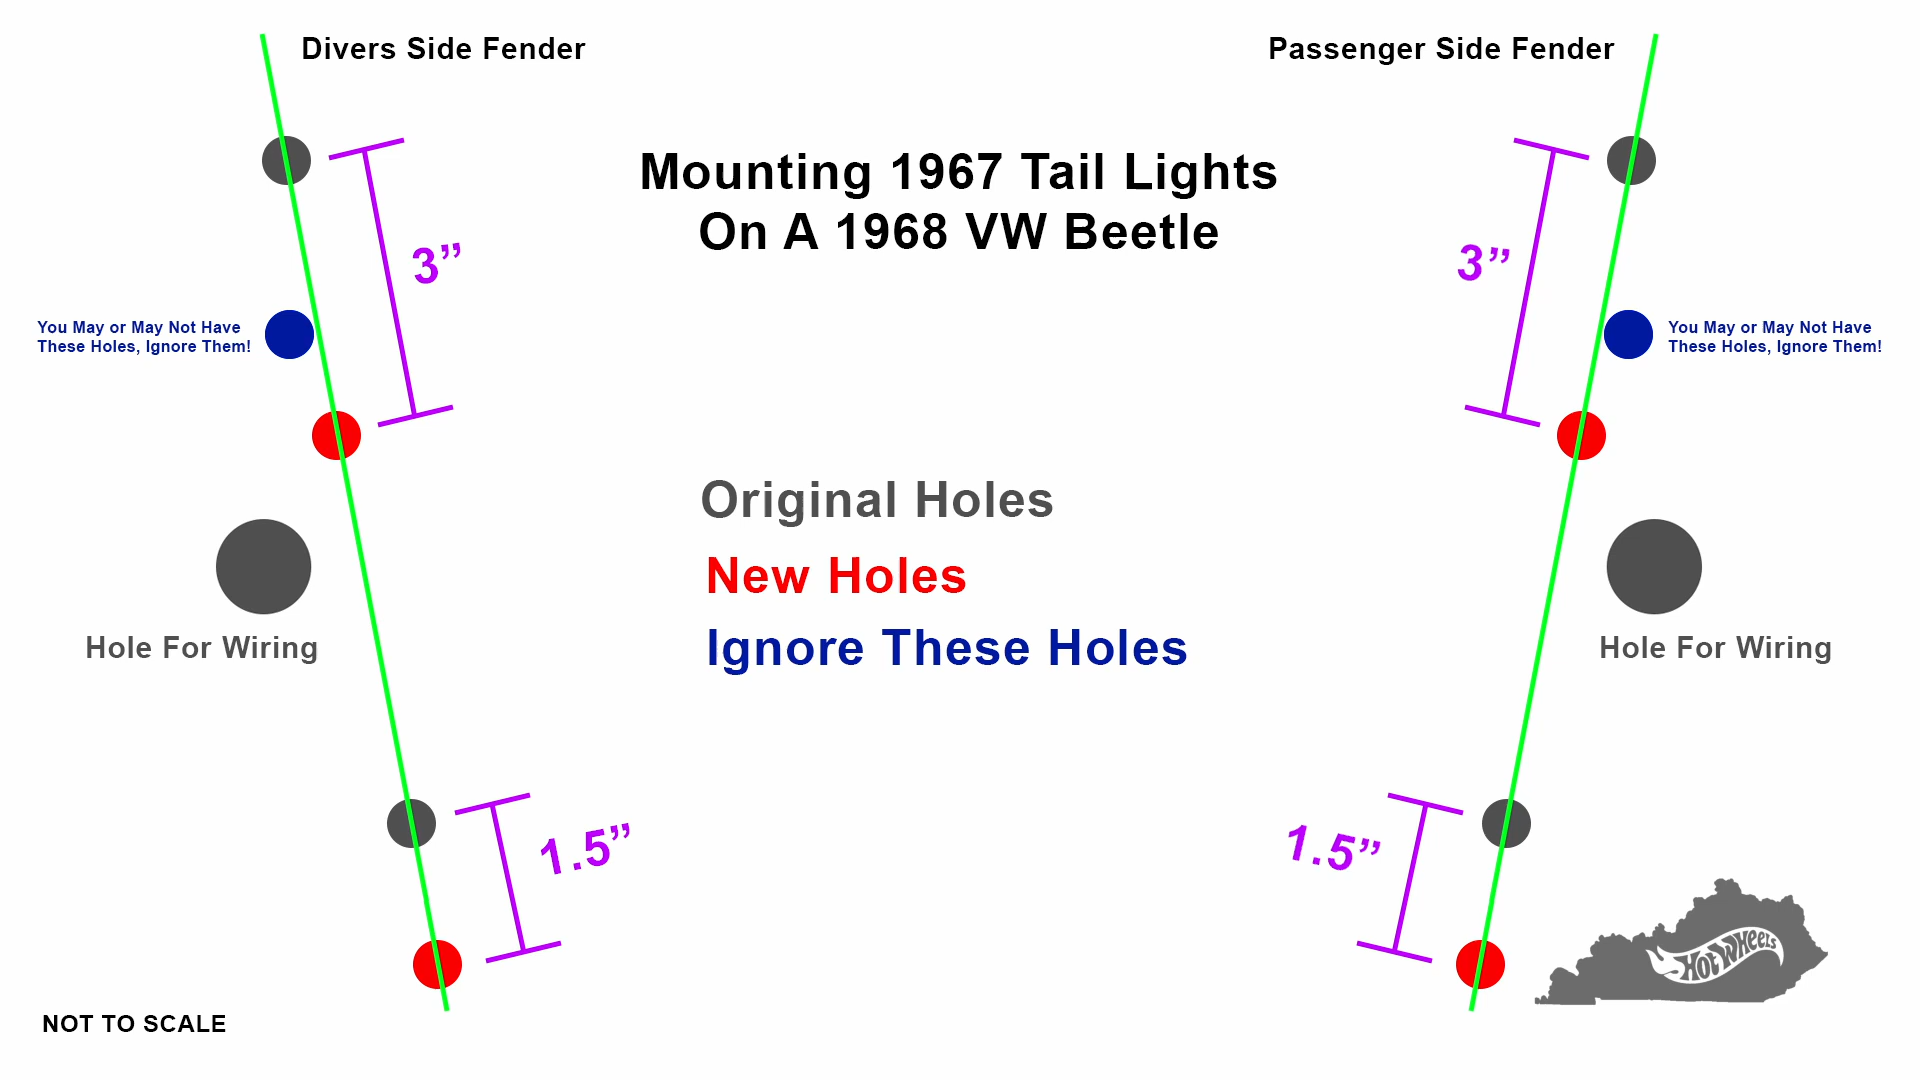 Divers Side Fender
Passenger Side Fender
Mounting 1967 Tail Lights
On A 1968 VW Beetle
3”
3”
You May or May Not Have
These Holes, Ignore Them!
You May or May Not Have
These Holes, Ignore Them!
Original Holes
New Holes
Ignore These Holes
Hole For Wiring
Hole For Wiring
1.5”
1.5”
HOT WHEELS
NOT TO SCALE